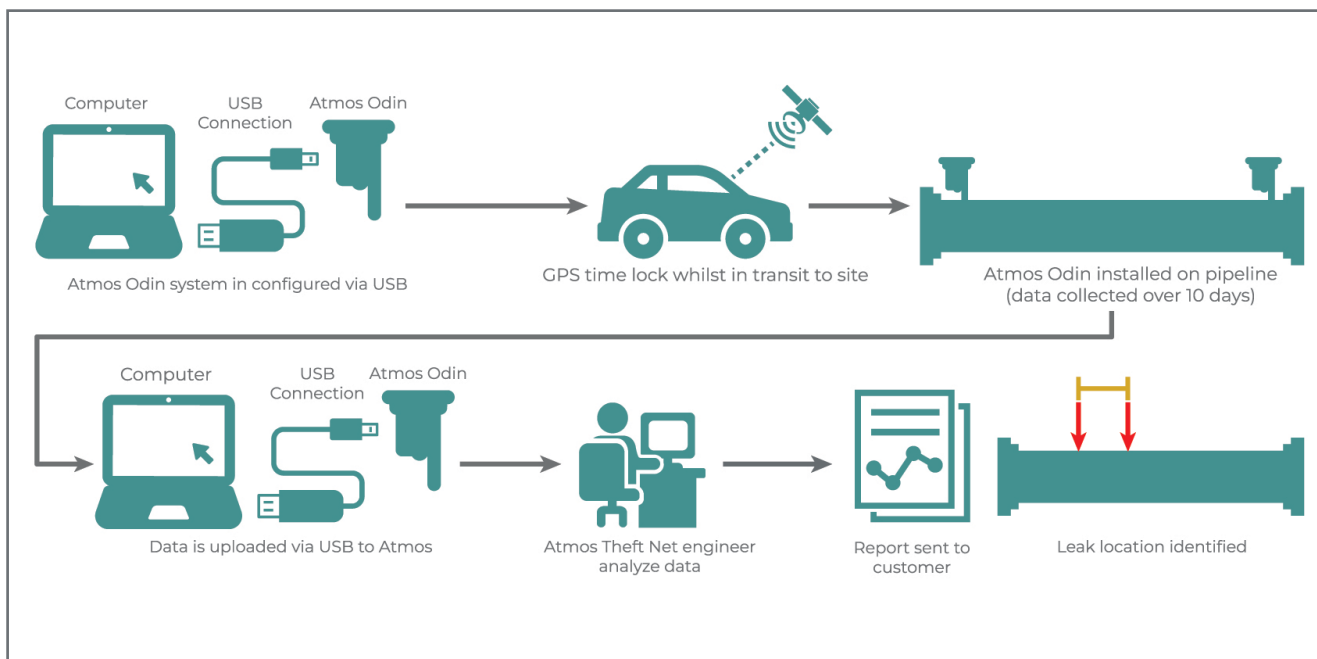 Computer
USB
Connection
Atmos Odin
Atmos Odin system in configured via USB
GPS time lock whilst in transit to site
Atmos Odin installed on pipeline
(data collected over 10 days)
Computer
USB
Connection
Atmos Odin
Data is uploaded via USB to Atmos
Atmos Theft Net engineer
analyze data
Report sent to
customer
Leak location identified